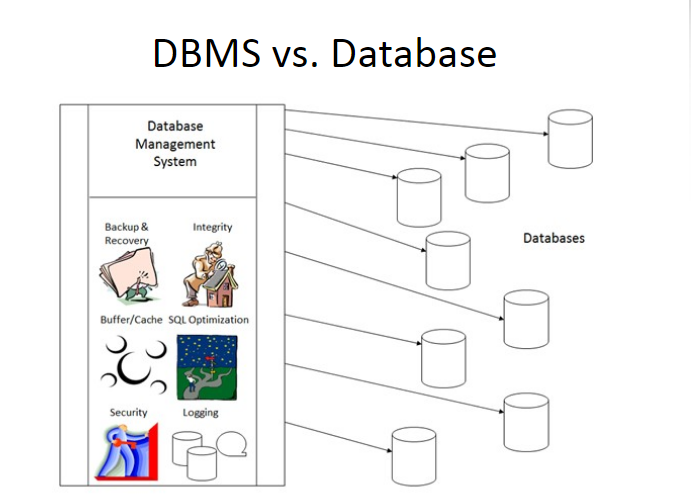 DBMS vs. Database
Database
Management
System
Backup &
Recovery
Integrity
Buffer/Cache
SQL Optimization
Security
Logging
Databases